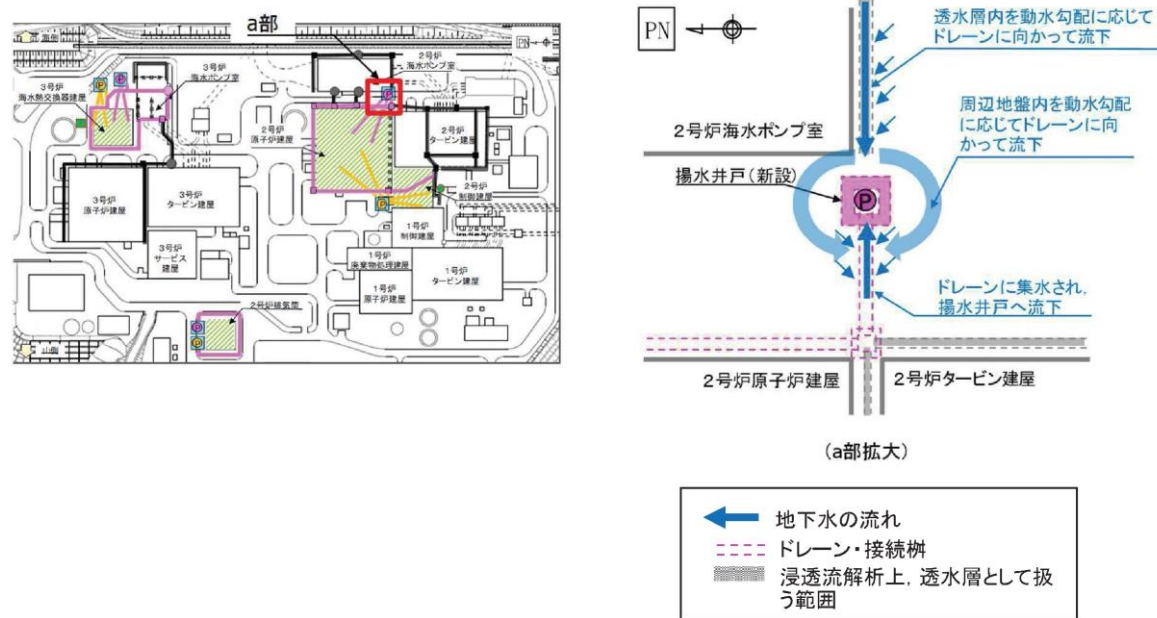 a部
海側
PN
3号炉
海水ポンプ室
2号炉
海水ポンプ室
3号炉
海水熱交換器建屋
P
P
P
2号炉
原子炉建屋
2号炉
タービン建屋
3号炉
原子炉建屋
3号炉
タービン建屋
2号炉
制御建屋
P
1号炉
制御建屋
3号炉
サービス
建屋
1号炉
廃棄物処理建屋
1号炉
タービン建屋
1号炉
原子炉建屋
2号炉排気筒
P
P
山側
PN
透水層内を動水勾配に応じて
ドレーンに向かって流下
2号炉海水ポンプ室
周辺地盤内を動水勾配
に応じてドレーンに向
かって流下
揚水井戸(新設)
P
ドレーンに集水され,
揚水井戸へ流下
2号炉原子炉建屋
2号炉タービン建屋
(a部拡大)
地下水の流れ
ドレーン・接続桝
浸透流解析上, 透水層として扱
う範囲